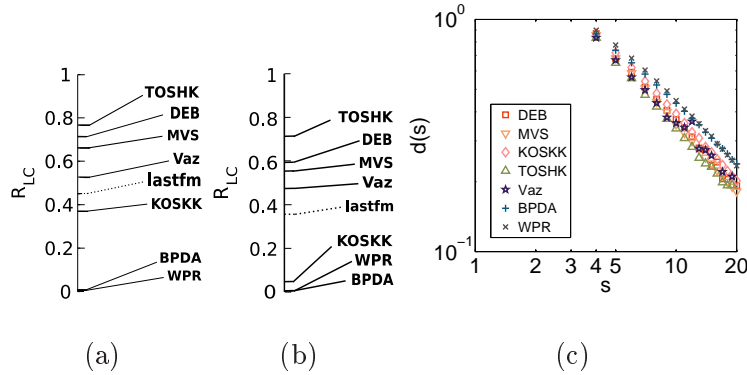 1
0.8
0.6
0.4
0.2
0
R_LC
TOSHK
DEB
MVS
Vaz
lastfm
KOSKK
BPDA
WPR
(a)
1
0.8
0.6
0.4
0.2
0
R_LC
TOSHK
DEB
MVS
Vaz
lastfm
KOSKK
WPR
BPDA
(b)
10^0
10^-1
d(s)
DEB
MVS
KOSKK
TOSHK
Vaz
BPDA
WPR
1 2 3 4 5 10 20
s
(c)